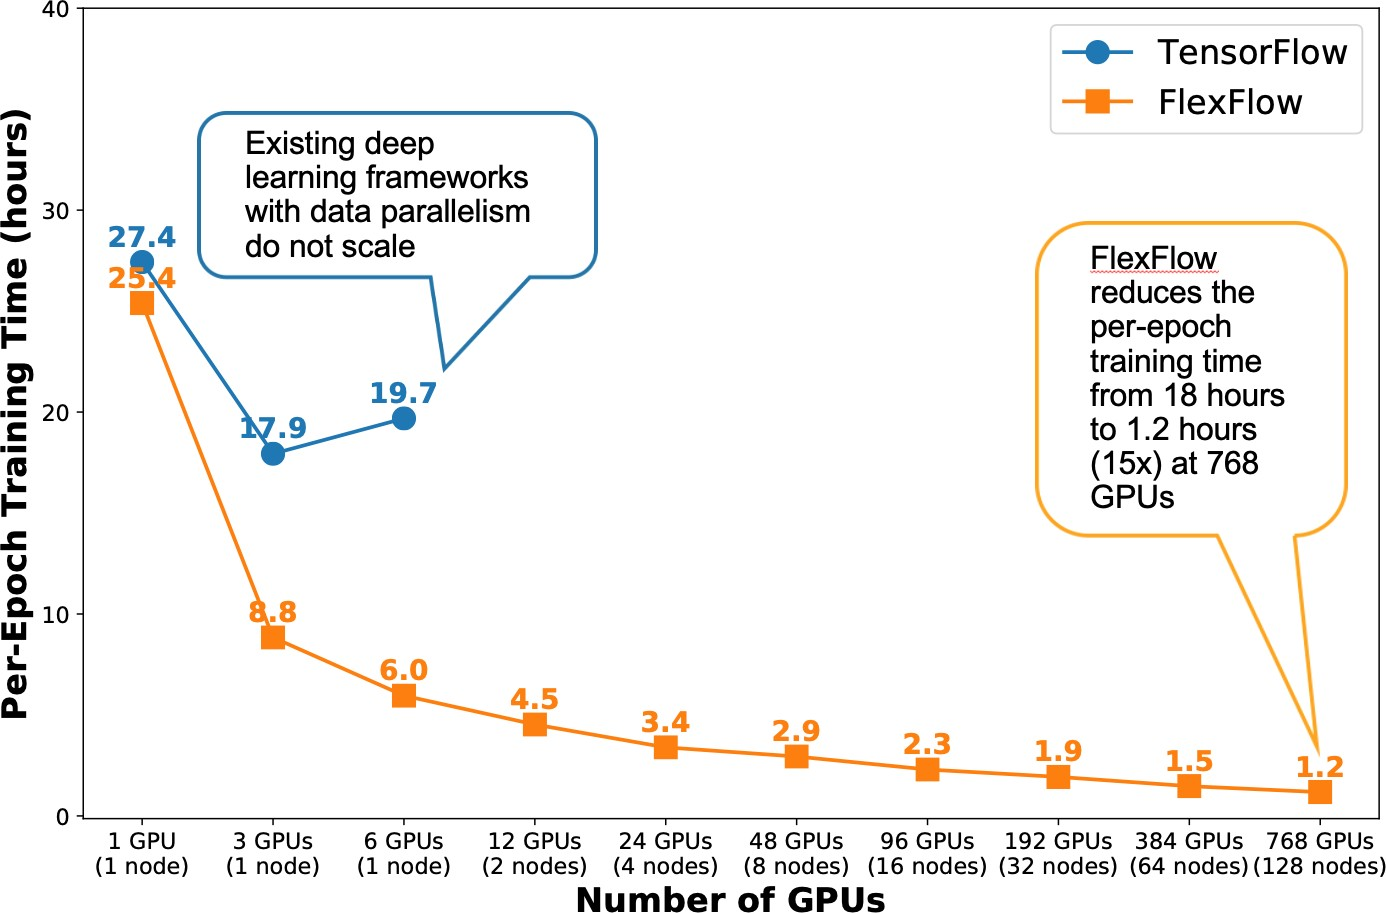 40
30
20
10
0
Per-Epoch Training Time (hours)
TensorFlow
FlexFlow
Existing deep
learning frameworks
with data parallelism
do not scale
FlexFlow
reduces the
per-epoch
training time
from 18 hours
to 1.2 hours
(15x) at 768
GPUs
27.4
25.4
17.9
19.7
8.8
6.0
4.5
3.4
2.9
2.3
1.9
1.5
1.2
1 GPU
(1 node)
3 GPUs
(1 node)
6 GPUs
(1 node)
12 GPUs
(2 nodes)
24 GPUs
(4 nodes)
48 GPUs
(8 nodes)
96 GPUs
(16 nodes)
192 GPUs
(32 nodes)
384 GPUs
(64 nodes)
768 GPUs
(128 nodes)
Number of GPUs